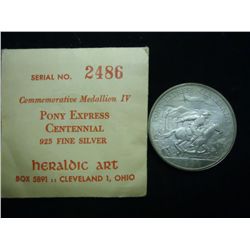 SERIAL NO. 2486
Commemorative Medallion IV
PONY EXPRESS
CENTENNIAL
925 FINE SILVER
heraldic art
BOX 5891 :: CLEVELAND 1, OHIO